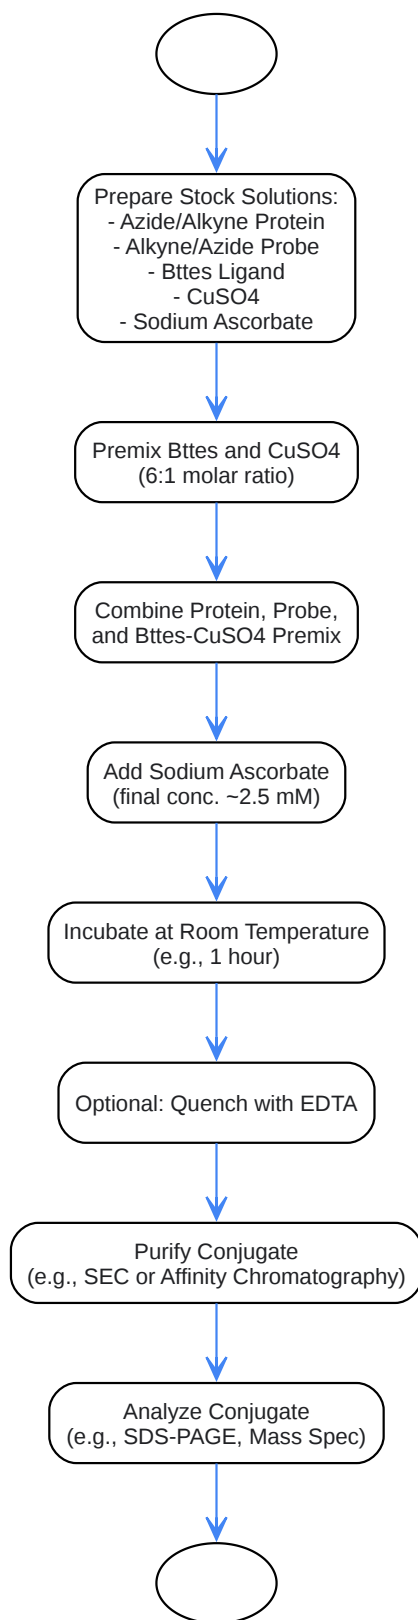 Prepare Stock Solutions:
- Azide/Alkyne Protein
- Alkyne/Azide Probe
- Bttes Ligand
- CuSO4
- Sodium Ascorbate
Premix Bttes and CuSO4
(6:1 molar ratio)
Combine Protein, Probe,
and Bttes-CuSO4 Premix
Add Sodium Ascorbate
(final conc. ~2.5 mM)
Incubate at Room Temperature
(e.g., 1 hour)
Optional: Quench with EDTA
Purify Conjugate
(e.g., SEC or Affinity Chromatography)
Analyze Conjugate
(e.g., SDS-PAGE, Mass Spec)